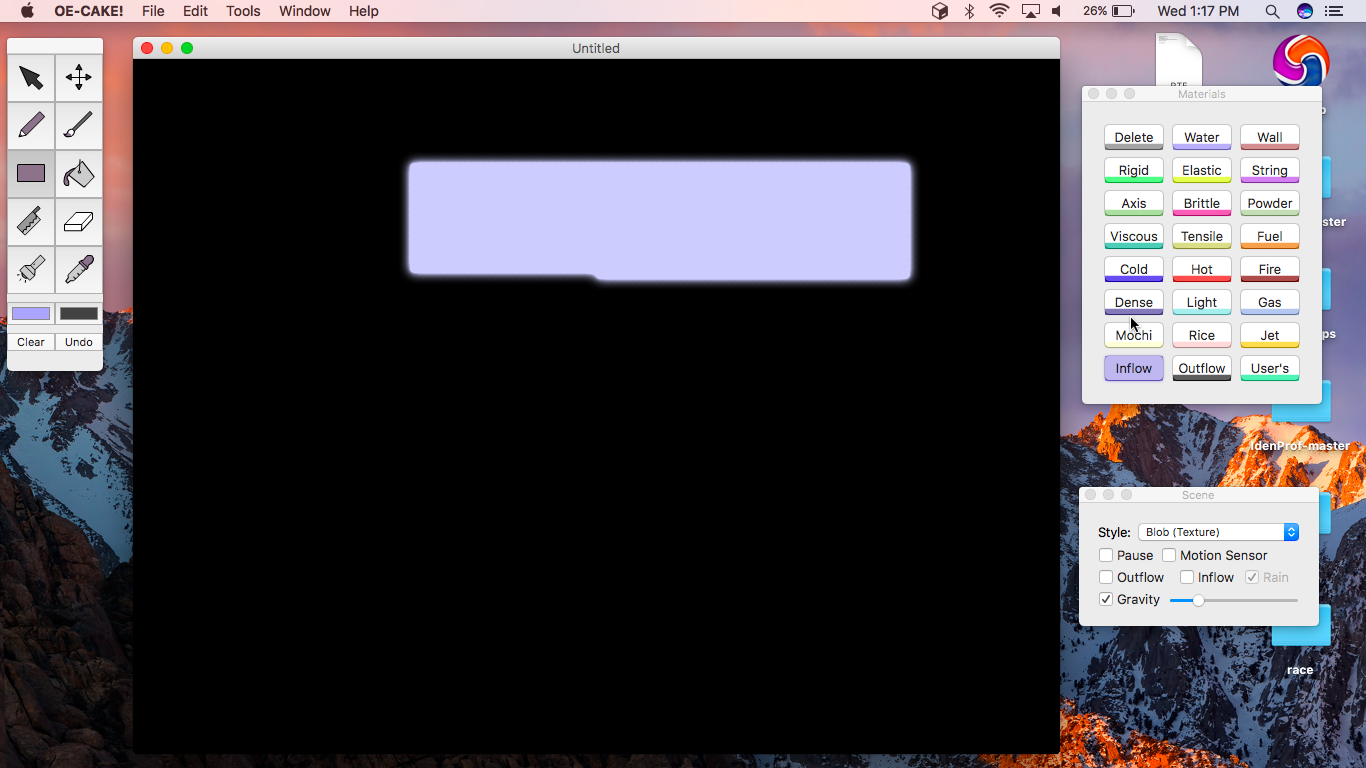 OE-CAKE! File Edit Tools Window Help 26% Wed 1:17 PM
Untitled
Clear Undo
Materials
Delete Water Wall
Rigid Elastic String
Axis Brittle Powder
Viscous Tensile Fuel
Cold Hot Fire
Dense Light Gas
Mochi Rice Jet
Inflow Outflow User's
Scene
Style: Blob (Texture)
Pause Motion Sensor
Outflow Inflow Rain
Gravity
ster
ps
IdenProf-master
race